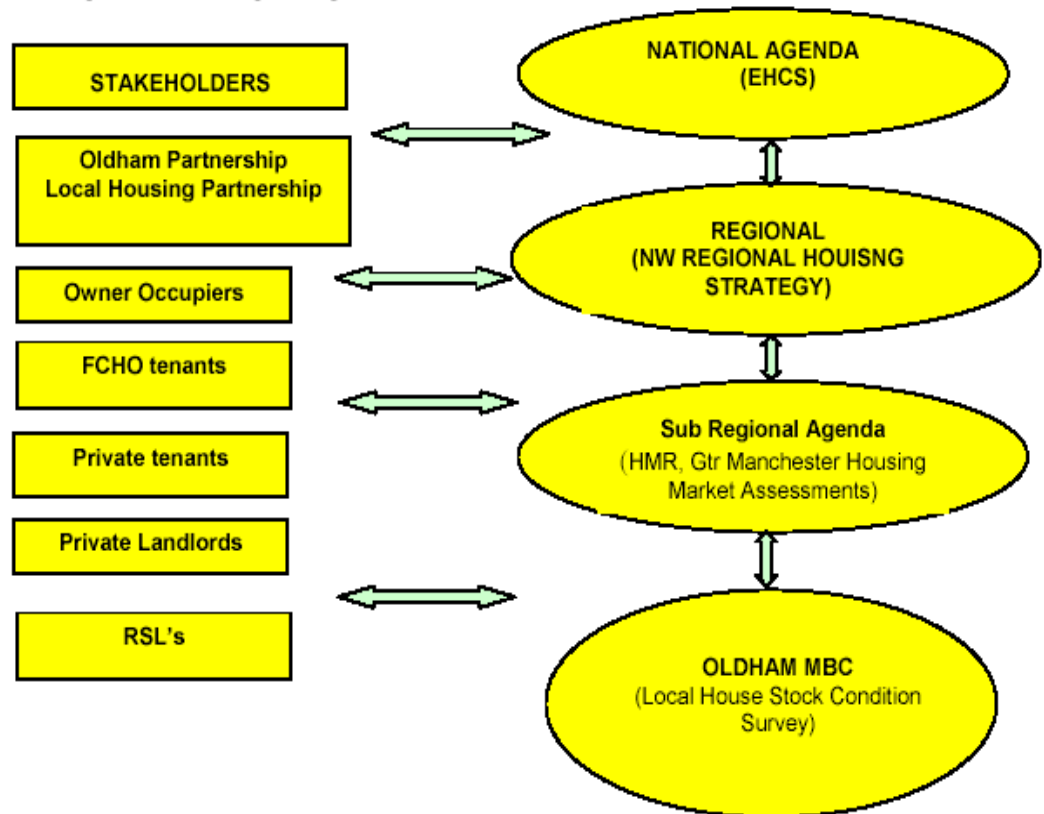 STAKEHOLDERS
Oldham Partnership
Local Housing Partnership
Owner Occupiers
FCHO tenants
Private tenants
Private Landlords
RSL's
NATIONAL AGENDA
(EHCS)
REGIONAL
(NW REGIONAL HOUISNG
STRATEGY)
Sub Regional Agenda
(HMR, Gtr Manchester Housing
Market Assessments)
OLDHAM MBC
(Local House Stock Condition
Survey)